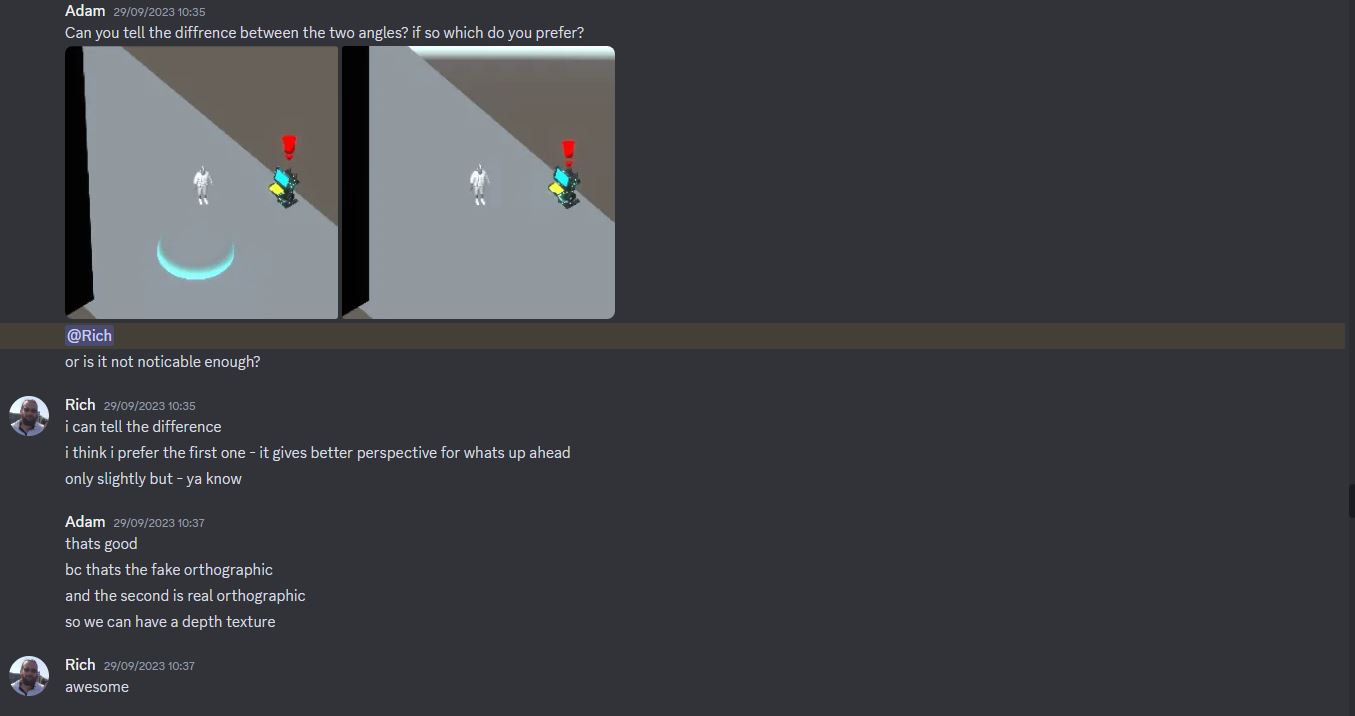 Adam 29/09/2023 10:35
Can you tell the diffrence between the two angles? if so which do you prefer?
@Rich
or is it not noticable enough?
Rich 29/09/2023 10:35
i can tell the difference
i think i prefer the first one - it gives better perspective for whats up ahead
only slightly but - ya know
Adam 29/09/2023 10:37
thats good
bc thats the fake orthographic
and the second is real orthographic
so we can have a depth texture
Rich 29/09/2023 10:37
awesome